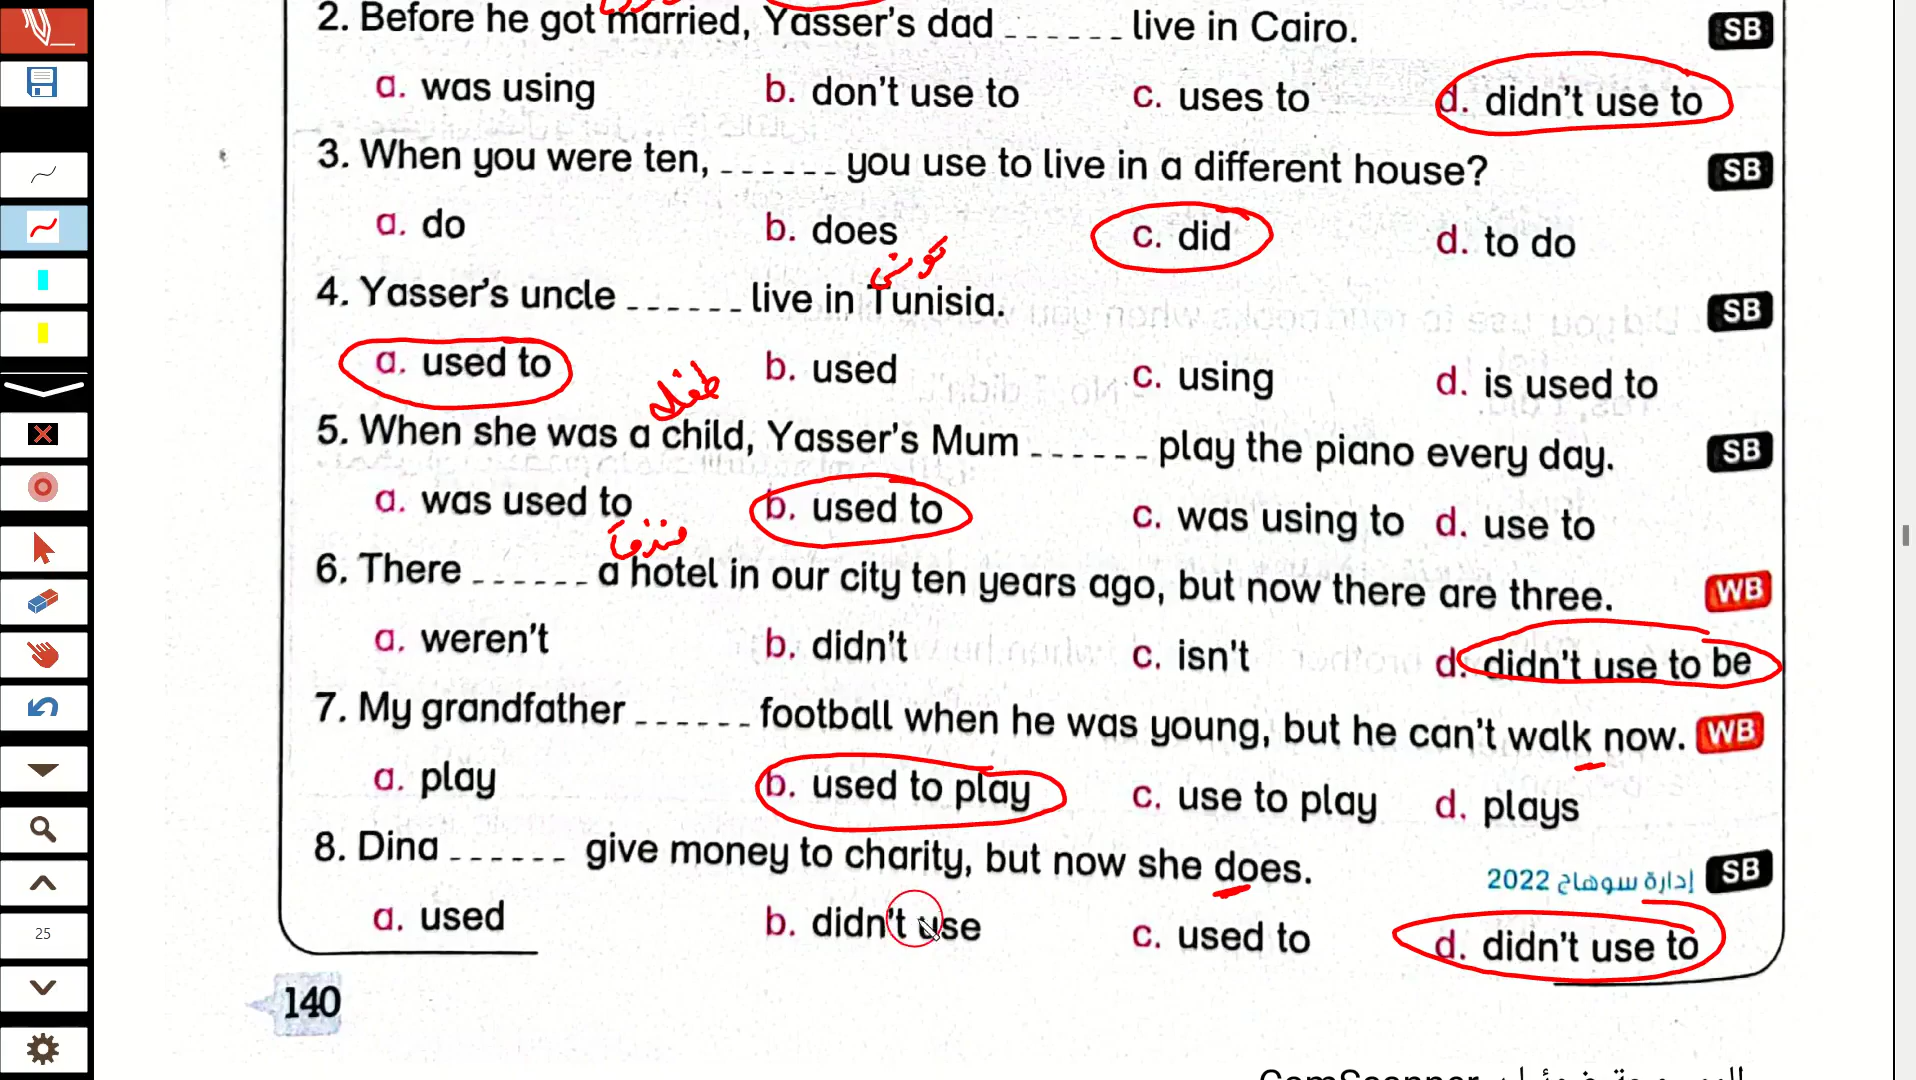 2. Before he got married, Yasser's dad ______ live in Cairo. SB
a. was using b. don't use to c. uses to d. didn't use to
3. When you were ten, ______ you use to live in a different house? SB
a. do b. does c. did d. to do
تونس
4. Yasser's uncle ______ live in Tunisia. SB
a. used to b. used c. using d. is used to
5. When she was a child, Yasser's Mum ______ play the piano every day. SB
a. was used to b. used to c. was using to d. use to
6. There ______ a hotel in our city ten years ago, but now there are three. WB
a. weren't b. didn't c. isn't d. didn't use to be
7. My grandfather ______ football when he was young, but he can't walk now. WB
a. play b. used to play c. use to play d. plays
8. Dina ______ give money to charity, but now she does. إدارة سوهاج 2022 SB
a. used b. didn't use c. used to d. didn't use to
140
25